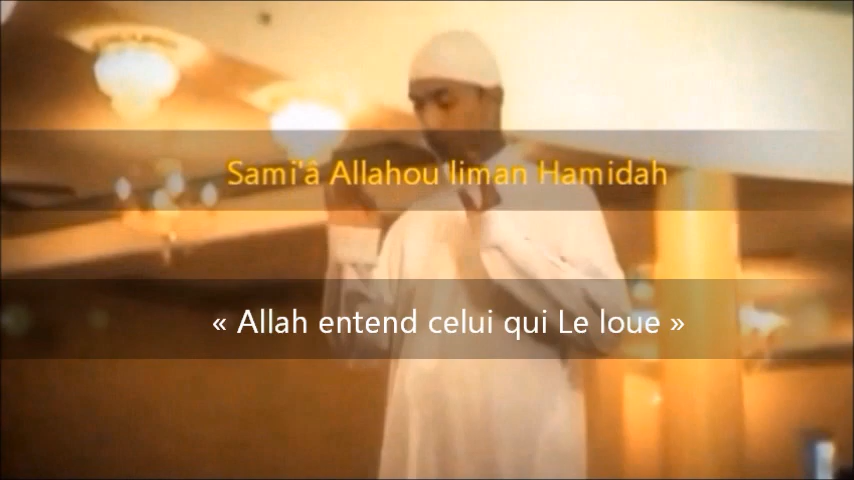 Sami'â Allahou liman Hamidah
« Allah entend celui qui Le loue »